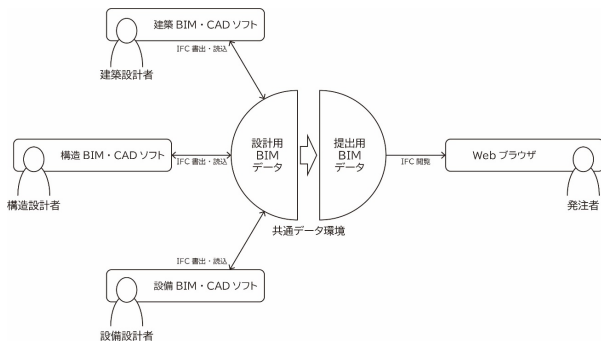 建築 BIM・CAD ソフト
IFC 書出・読込
建築設計者
構造 BIM・CAD ソフト
IFC 書出・読込
構造設計者
設計用
BIM
データ
提出用
BIM
データ
共通データ環境
IFC 閲覧
Web ブラウザ
発注者
IFC 書出・読込
設備 BIM・CAD ソフト
設備設計者